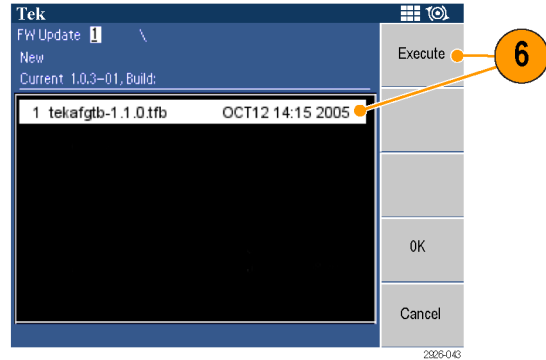 Tek
FW Update 1 \
New
Current 1.0.3-01, Build:
1 tekafgtb-1.1.0.tfb OCT12 14:15 2005
Execute
6
OK
Cancel
2926-043